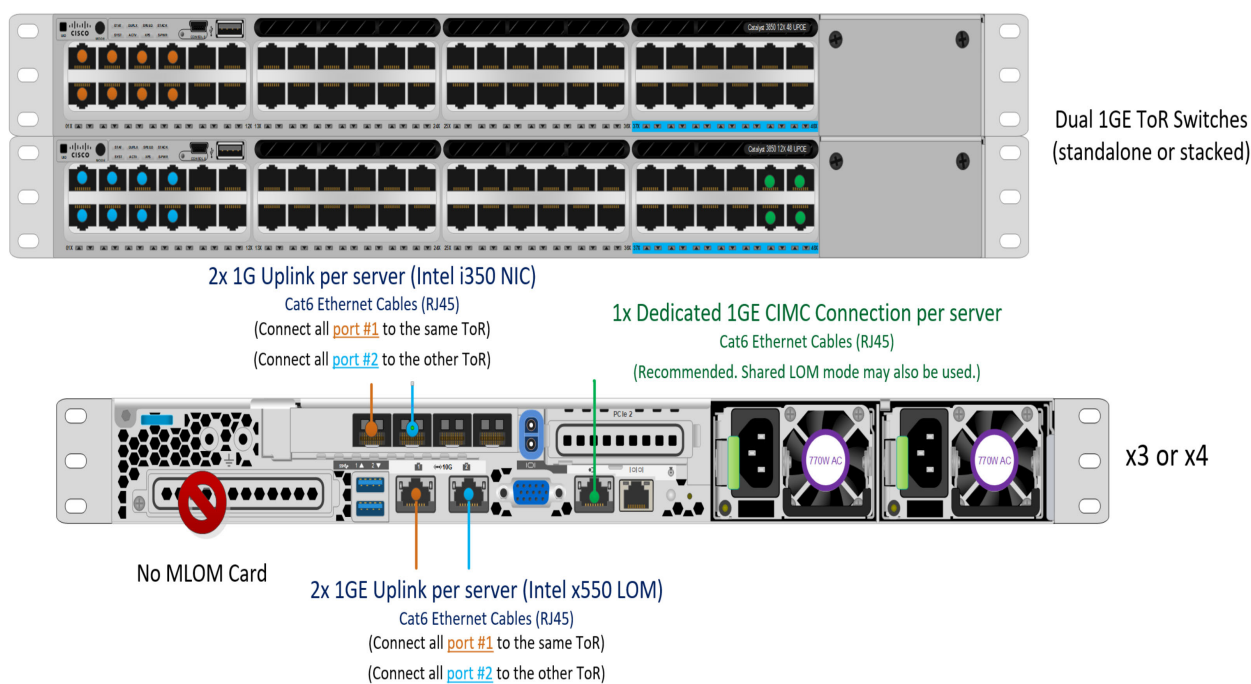 CISCO
Catalyst 3850 12X 48 UPOE
CISCO
Catalyst 3850 12X 48 UPOE
Dual 1GE ToR Switches
(standalone or stacked)
2x 1G Uplink per server (Intel i350 NIC)
Cat6 Ethernet Cables (RJ45)
(Connect all port #1 to the same ToR)
(Connect all port #2 to the other ToR)
1x Dedicated 1GE CIMC Connection per server
Cat6 Ethernet Cables (RJ45)
(Recommended. Shared LOM mode may also be used.)
PCIe 2
1 2
10G
770W AC
770W AC
x3 or x4
No MLOM Card
2x 1GE Uplink per server (Intel x550 LOM)
Cat6 Ethernet Cables (RJ45)
(Connect all port #1 to the same ToR)
(Connect all port #2 to the other ToR)